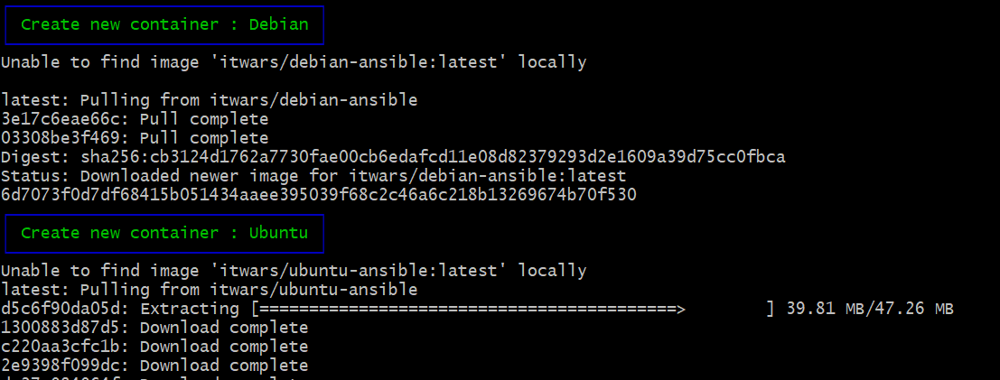 Create new container : Debian
Unable to find image 'itwars/debian-ansible:latest' locally
latest: Pulling from itwars/debian-ansible
3e17c6eae66c: Pull complete
03308be3f469: Pull complete
Digest: sha256:cb3124d1762a7730fae00cb6edafcd11e08d82379293d2e1609a39d75cc0fbca
Status: Downloaded newer image for itwars/debian-ansible:latest
6d7073f0d7df68415b051434aaee395039f68c2c46a6c218b13269674b70f530
Create new container : Ubuntu
Unable to find image 'itwars/ubuntu-ansible:latest' locally
latest: Pulling from itwars/ubuntu-ansible
d5c6f90da05d: Extracting [==========================================>        ] 39.81 MB/47.26 MB
1300883d87d5: Download complete
c220aa3cfc1b: Download complete
2e9398f099dc: Download complete